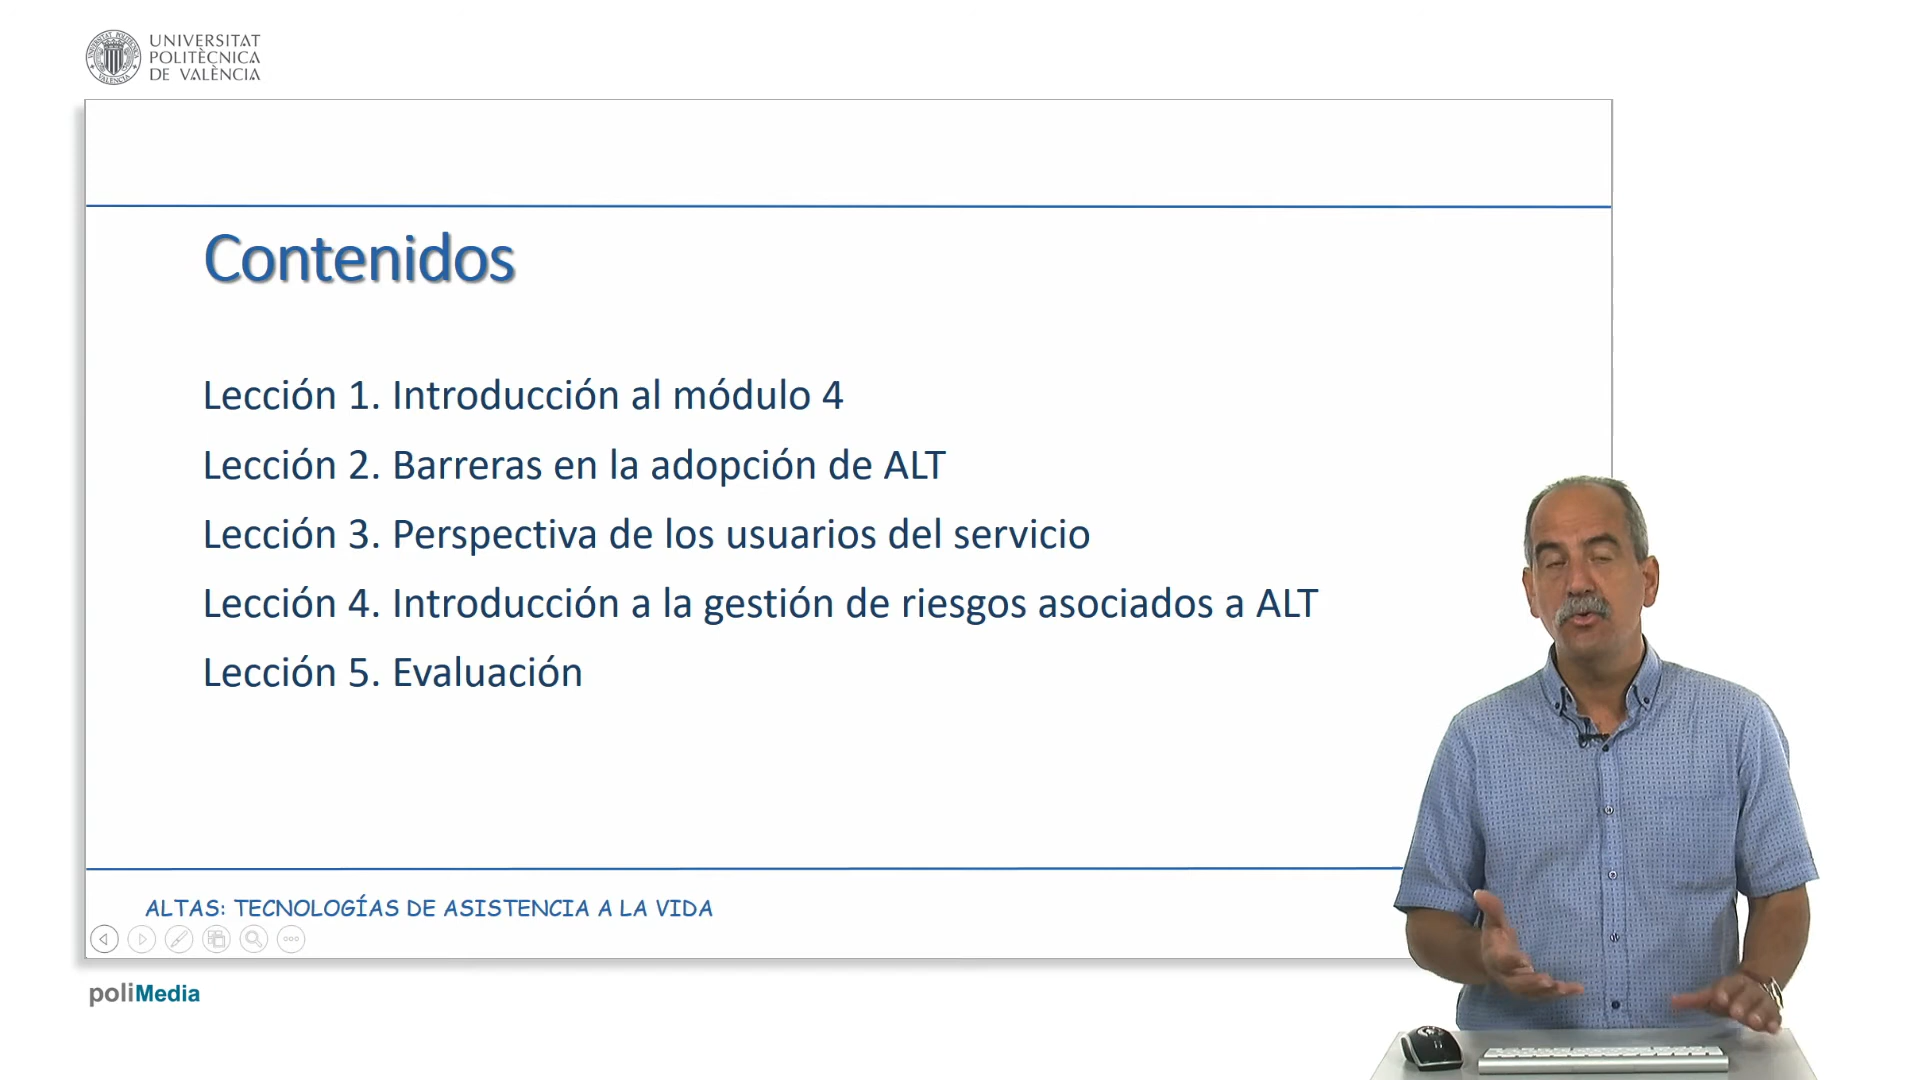 UNIVERSITAT
POLITÈCNICA
DE VALÈNCIA
Contenidos
Lección 1. Introducción al módulo 4
Lección 2. Barreras en la adopción de ALT
Lección 3. Perspectiva de los usuarios del servicio
Lección 4. Introducción a la gestión de riesgos asociados a ALT
Lección 5. Evaluación
ALTAS: TECNOLOGÍAS DE ASISTENCIA A LA VIDA
poliMedia